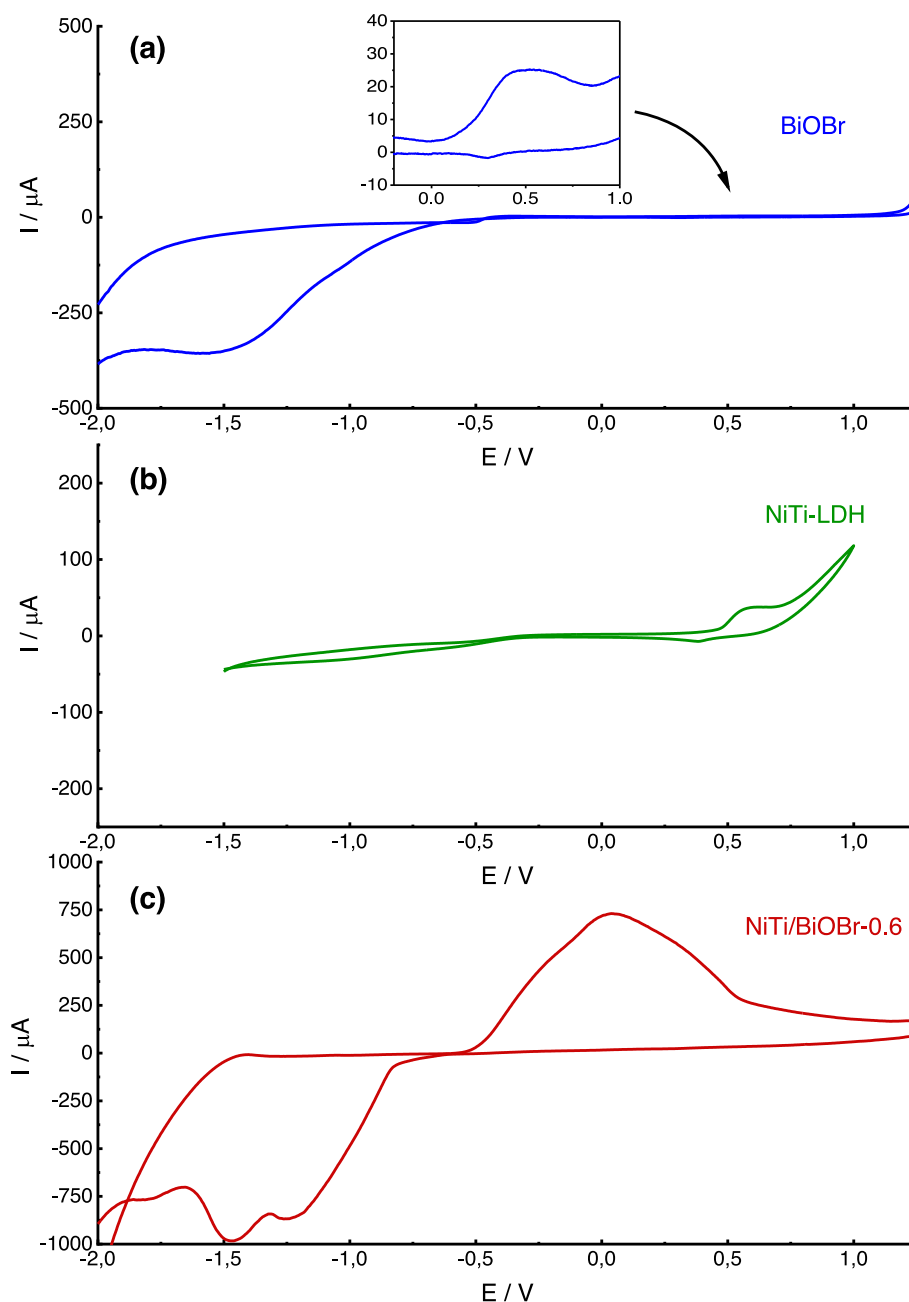 (a)
BiOBr
I / μA
500
250
0
-250
-500
40
30
20
10
0
-10
0.0 0.5 1.0
-2,0 -1,5 -1,0 -0,5 0,0 0,5 1,0
E / V
(b)
NiTi-LDH
I / μA
200
100
0
-100
-200
-2,0 -1,5 -1,0 -0,5 0,0 0,5 1,0
E / V
(c)
NiTi/BiOBr-0.6
I / μA
1000
750
500
250
0
-250
-500
-750
-1000
-2,0 -1,5 -1,0 -0,5 0,0 0,5 1,0
E / V